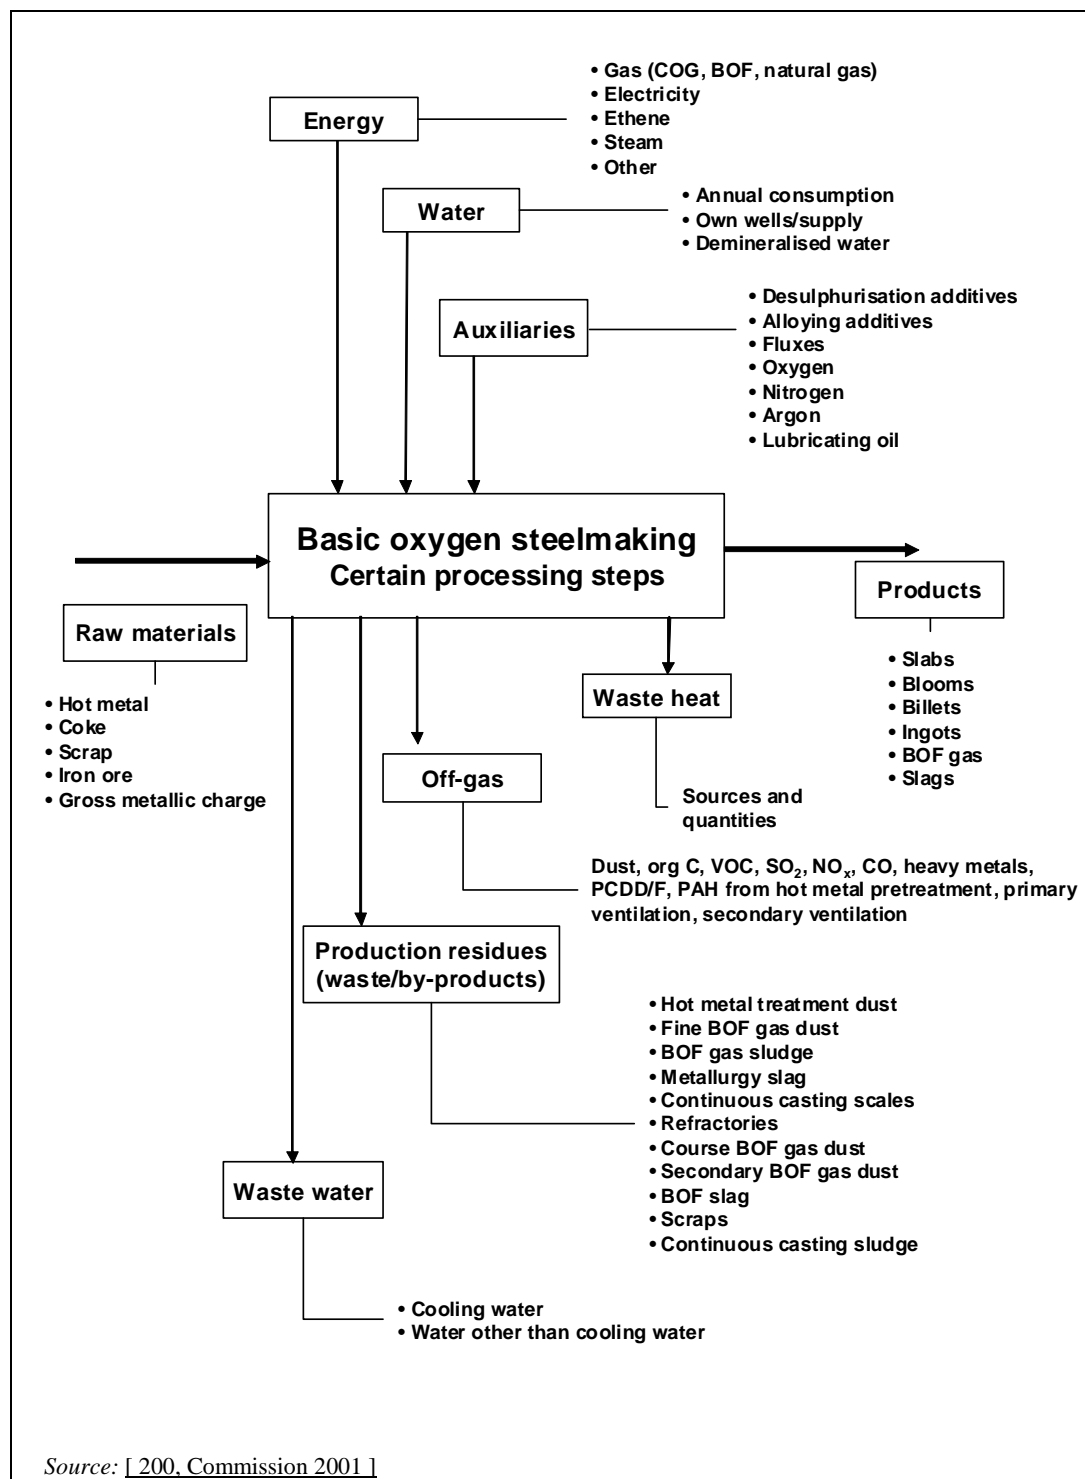 • Gas (COG, BOF, natural gas)
• Electricity
• Ethene
• Steam
• Other
Energy
Water
• Annual consumption
• Own wells/supply
• Demineralised water
Auxiliaries
• Desulphurisation additives
• Alloying additives
• Fluxes
• Oxygen
• Nitrogen
• Argon
• Lubricating oil
Basic oxygen steelmaking
Certain processing steps
Raw materials
• Hot metal
• Coke
• Scrap
• Iron ore
• Gross metallic charge
Products
• Slabs
• Blooms
• Billets
• Ingots
• BOF gas
• Slags
Waste heat
Sources and
quantities
Off-gas
Dust, org C, VOC, SO₂, NOₓ, CO, heavy metals,
PCDD/F, PAH from hot metal pretreatment, primary
ventilation, secondary ventilation
Production residues
(waste/by-products)
• Hot metal treatment dust
• Fine BOF gas dust
• BOF gas sludge
• Metallurgy slag
• Continuous casting scales
• Refractories
• Course BOF gas dust
• Secondary BOF gas dust
• BOF slag
• Scraps
• Continuous casting sludge
Waste water
• Cooling water
• Water other than cooling water
Source: [ 200, Commission 2001 ]